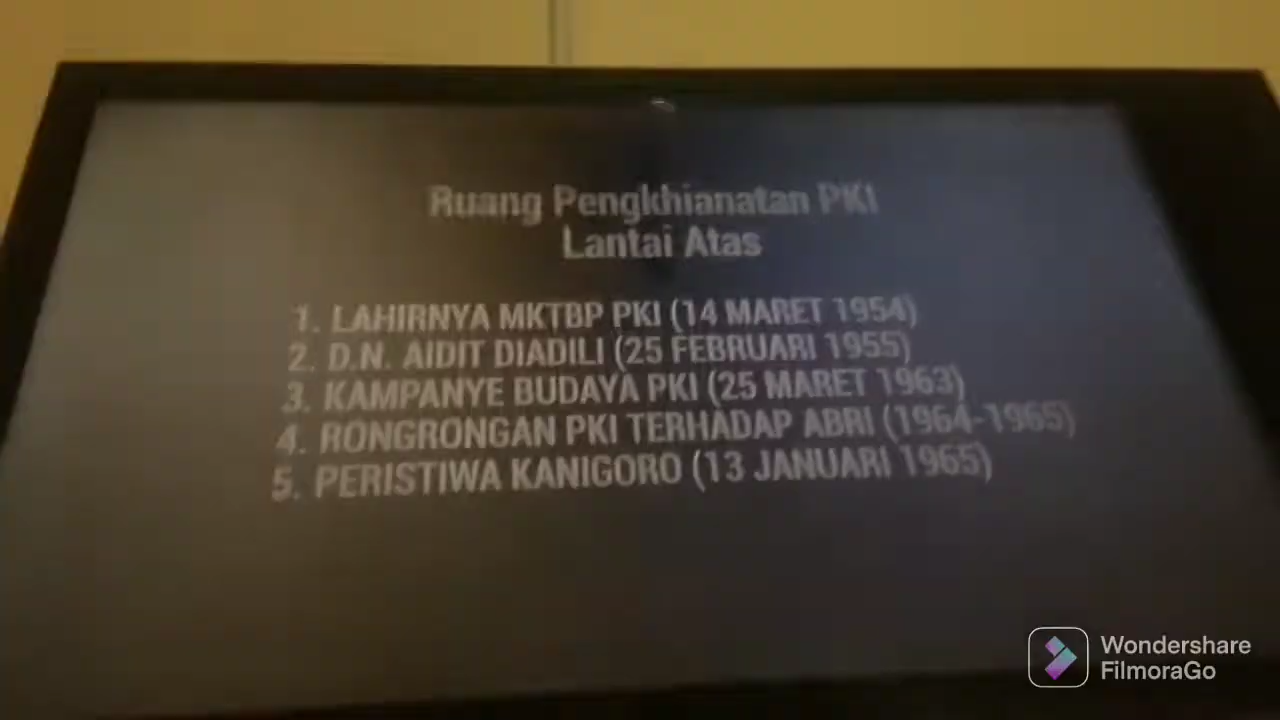 Ruang Pengkhianatan PKI
Lantai Atas
1. LAHIRNYA MKTBP PKI (14 MARET 1954)
2. D.N. AIDIT DIADILI (25 FEBRUARI 1955)
3. KAMPANYE BUDAYA PKI (25 MARET 1963)
4. RONGRONGAN PKI TERHADAP ABRI (1964-1965)
5. PERISTIWA KANIGORO (13 JANUARI 1965)
Wondershare
FilmoraGo